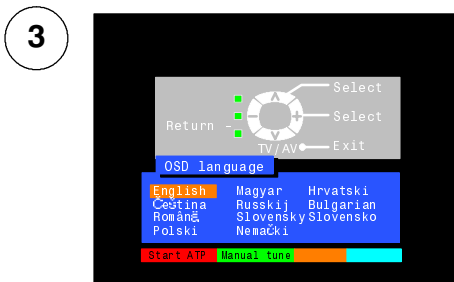 3
Select
Select
Return
TV/AV Exit
OSD language
English Magyar Hrvatski
Čeština Russkij Bulgarian
Română Slovensky Slovensko
Polski Nemački
Start ATP Manual tune